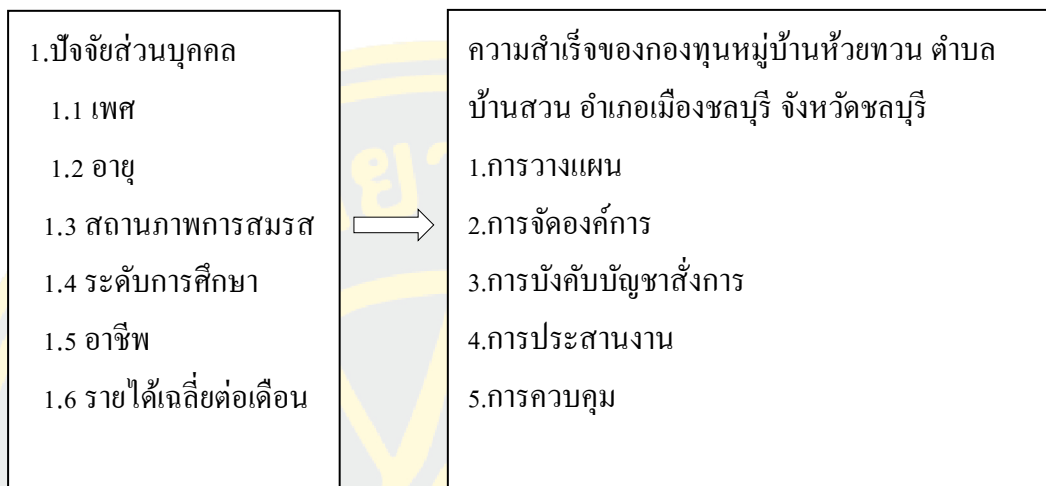 1.ปัจจัยส่วนบุคคล
1.1 เพศ
1.2 อายุ
1.3 สถานภาพการสมรส
1.4 ระดับการศึกษา
1.5 อาชีพ
1.6 รายได้เฉลี่ยต่อเดือน
ความสำเร็จของกองทุนหมู่บ้านห้วยทวน ตำบล
บ้านสวน อำเภอเมืองชลบุรี จังหวัดชลบุรี
1.การวางแผน
2.การจัดองค์การ
3.การบังคับบัญชาสั่งการ
4.การประสานงาน
5.การควบคุม